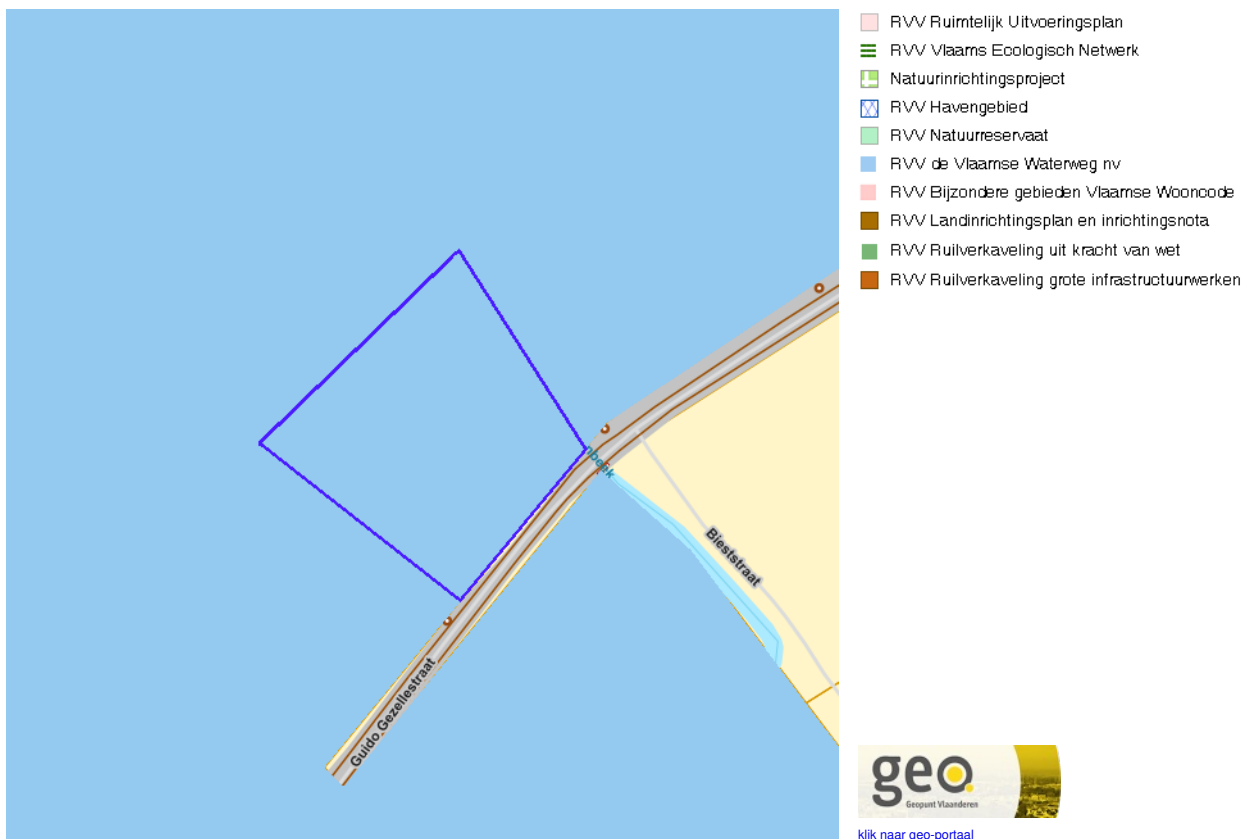 RVV Ruimtelijk Uitvoeringsplan
RVV Vlaams Ecologisch Netwerk
Natuurinrichtingsproject
RVV Havengebied
RVV Natuurreservaat
RVV de Vlaamse Waterweg nv
RVV Bijzondere gebieden Vlaamse Wooncode
RVV Landinrichtingsplan en inrichtingsnota
RVV Ruilverkaveling uit kracht van wet
RVV Ruilverkaveling grote infrastructuurwerken
Bieststraat
Guido Gezellestraat
geo
Geopunt Vlaanderen
klik naar geo-portaal